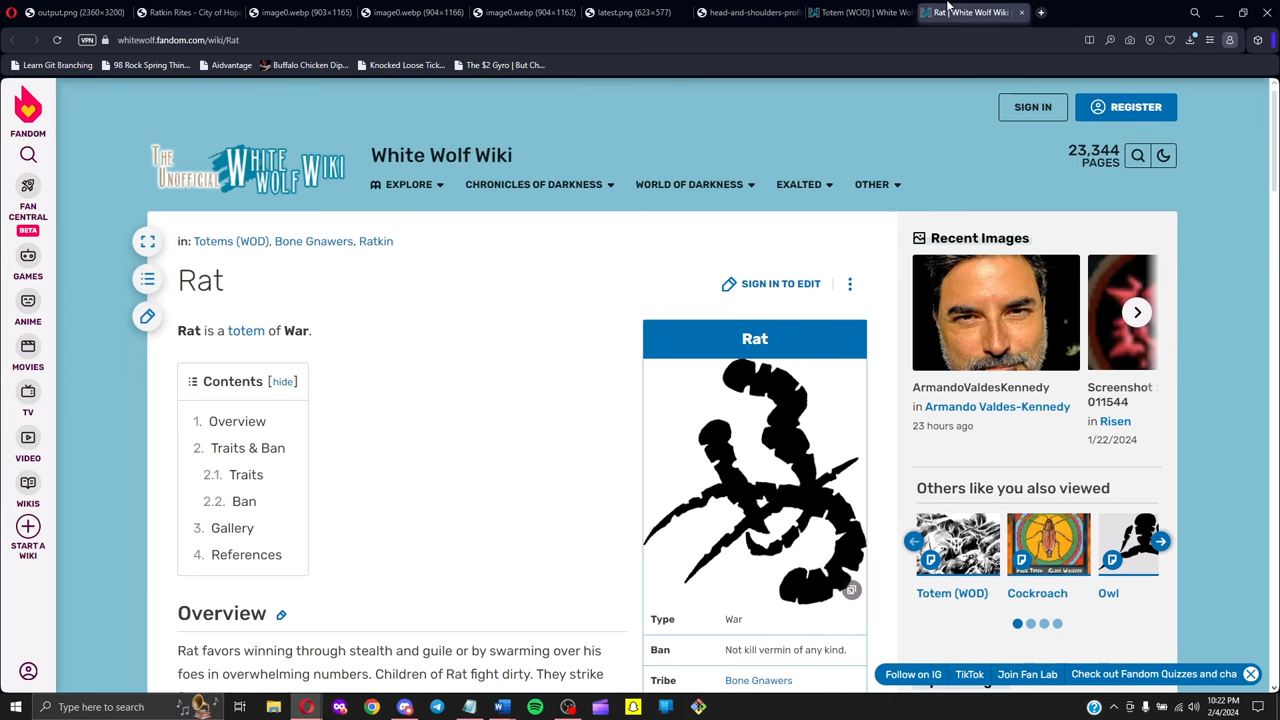 output.png (2360×3200)
Ratkin Rites - City of Hope
image0.webp (903×1165)
image0.webp (904×1166)
image0.webp (904×1162)
latest.png (623×577)
head-and-shoulders-prof
Totem (WOD) | White Wol
Rat | White Wolf Wiki
VPN
whitewolf.fandom.com/wiki/Rat
Learn Git Branching
98 Rock Spring Thin...
Aidvantage
Buffalo Chicken Dip...
Knocked Loose Tick...
The $2 Gyro | But Ch...
FANDOM
FAN CENTRAL
BETA
GAMES
ANIME
MOVIES
TV
VIDEO
WIKIS
START A WIKI
SIGN IN
REGISTER
THE UNOFFICIAL WHITE WOLF WIKI
White Wolf Wiki
23,344
PAGES
EXPLORE
CHRONICLES OF DARKNESS
WORLD OF DARKNESS
EXALTED
OTHER
in: Totems (WOD), Bone Gnawers, Ratkin
Rat
SIGN IN TO EDIT
Rat is a totem of War.
Contents [hide]
1. Overview
2. Traits & Ban
2.1. Traits
2.2. Ban
3. Gallery
4. References
Overview
Rat favors winning through stealth and guile or by swarming over his
foes in overwhelming numbers. Children of Rat fight dirty. They strike
Rat
Type War
Ban Not kill vermin of any kind.
Tribe Bone Gnawers
Recent Images
ArmandoValdesKennedy
in Armando Valdes-Kennedy
23 hours ago
Screenshot
011544
in Risen
1/22/2024
Others like you also viewed
Totem (WOD)
Cockroach
Owl
Follow on IG
TikTok
Join Fan Lab
Check out Fandom Quizzes and cha
Type here to search
10:22 PM
2/4/2024